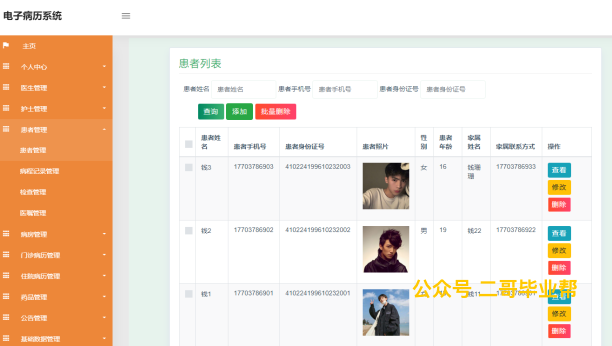 电子病历系统
主页
个人中心
医生管理
护士管理
患者管理
患者管理
病程记录管理
检查管理
医嘱管理
病房管理
门诊病历管理
住院病历管理
药品管理
公告管理
基础数据管理
患者列表
患者姓名 患者姓名 患者手机号 患者手机号 患者身份证号 患者身份证号
查询 添加 批量删除
患者姓名 患者手机号 患者身份证号 患者照片 性别 患者年龄 家属姓名 家属联系方式 操作
钱3 17703786903 410224199610232003 女 16 17703786933 查看
修改
删除
钱2 17703786902 410224199610232002 男 19 钱22 17703786922 查看
修改
删除
钱1 17703786901 410224199610232001
修改
删除
公众号 二哥毕业帮